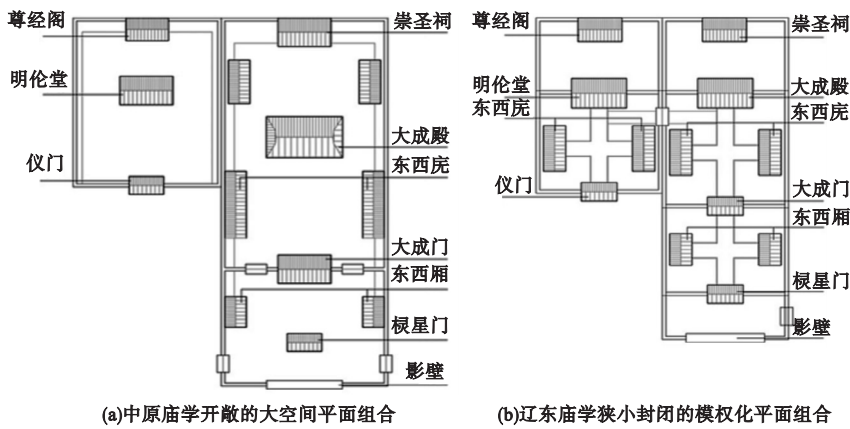 尊经阁
明伦堂
仪门
崇圣祠
大成殿
东西庑
大成门
东西厢
棂星门
影壁
(a)中原庙学开敞的大空间平面组合
尊经阁
明伦堂
东西庑
仪门
崇圣祠
大成殿
东西庑
大成门
东西厢
棂星门
影壁
(b)辽东庙学狭小封闭的模权化平面组合